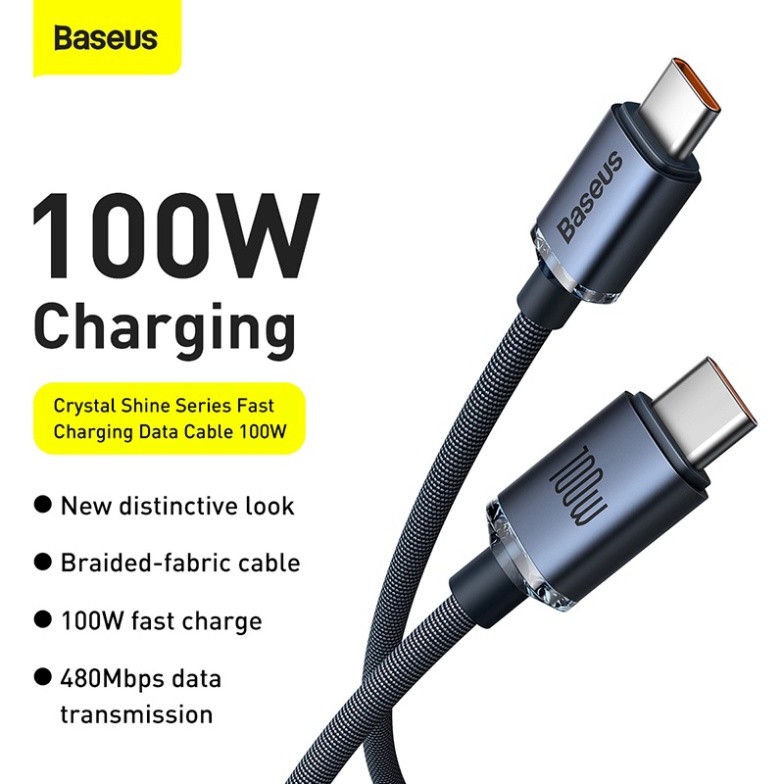 Baseus
100W
Charging
Crystal Shine Series Fast
Charging Data Cable 100W
New distinctive look
Braided-fabric cable
100W fast charge
480Mbps data
transmission
Baseus
100W